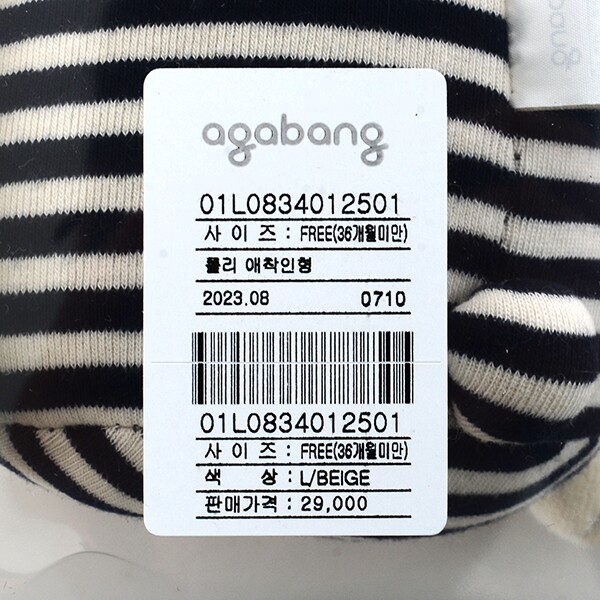 agabang
01L0834012501
사 이 즈 : FREE(36개월미만)
몰리 애착인형
2023.08 0710
01L0834012501
사 이 즈 : FREE(36개월미만)
색 상 : L/BEIGE
판매가격 : 29,000